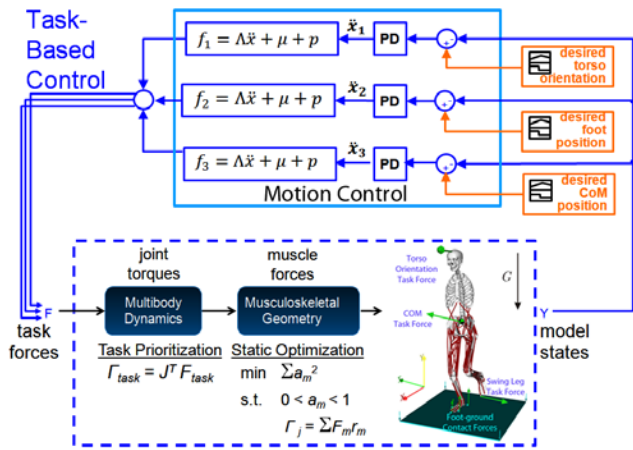 Task-
Based
Control
f₁ = Λẍ + μ + p
ẍ₁
PD
desired
torso
orientation
f₂ = Λẍ + μ + p
ẍ₂
PD
desired
foot
position
f₃ = Λẍ + μ + p
ẍ₃
PD
desired
CoM
position
Motion Control
joint
torques
muscle
forces
Torso
Orientation
Task Force
G
F
task
forces
Multibody
Dynamics
Musculoskeletal
Geometry
COM
Task Force
Y
model
states
Task Prioritization
Γtask = Jᵀ Ftask
Static Optimization
min Σaₘ²
s.t. 0 < aₘ < 1
Γⱼ = ΣFₘrₘ
Swing Leg
Task Force
Foot-ground
Contact Forces